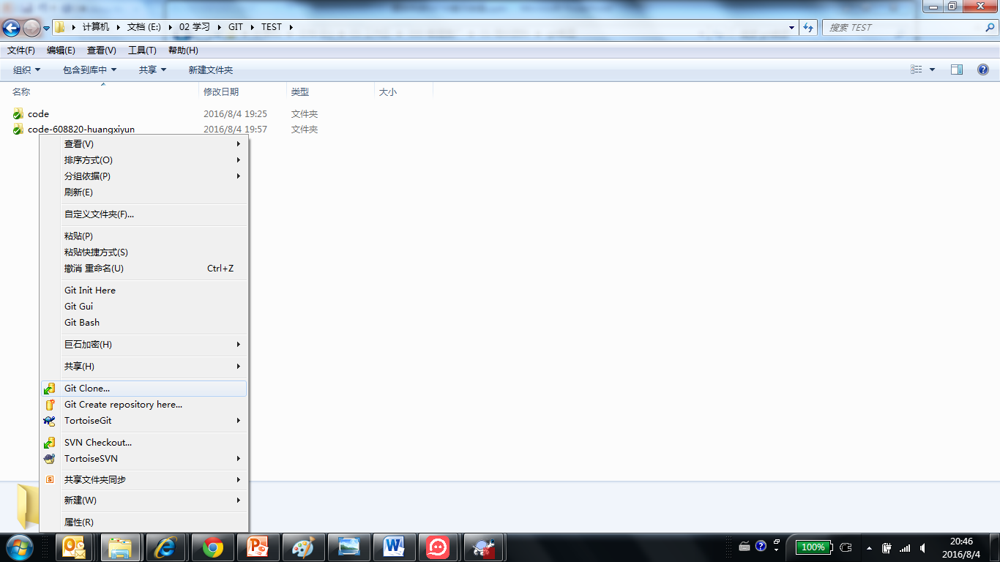 计算机 文档 (E:) 02 学习 GIT TEST
搜索 TEST
文件(F) 编辑(E) 查看(V) 工具(T) 帮助(H)
组织 包含到库中 共享 新建文件夹
名称 修改日期 类型 大小
code 2016/8/4 19:25 文件夹
code-608820-huangxiyun 2016/8/4 19:57 文件夹
查看(V)
排序方式(O)
分组依据(P)
刷新(E)
自定义文件夹(F)...
粘贴(P)
粘贴快捷方式(S)
撤消 重命名(U) Ctrl+Z
Git Init Here
Git Gui
Git Bash
巨石加密(H)
共享(H)
Git Clone...
Git Create repository here...
TortoiseGit
SVN Checkout...
TortoiseSVN
共享文件夹同步
新建(W)
属性(R)
100%
20:46
2016/8/4